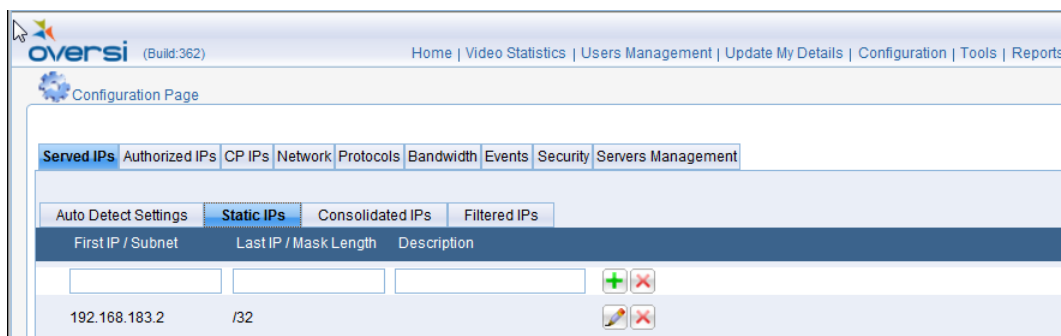 oversi (Build:362) Home | Video Statistics | Users Management | Update My Details | Configuration | Tools | Reports
Configuration Page
Served IPs Authorized IPs CP IPs Network Protocols Bandwidth Events Security Servers Management
Auto Detect Settings Static IPs Consolidated IPs Filtered IPs
First IP / Subnet Last IP / Mask Length Description
192.168.183.2 /32